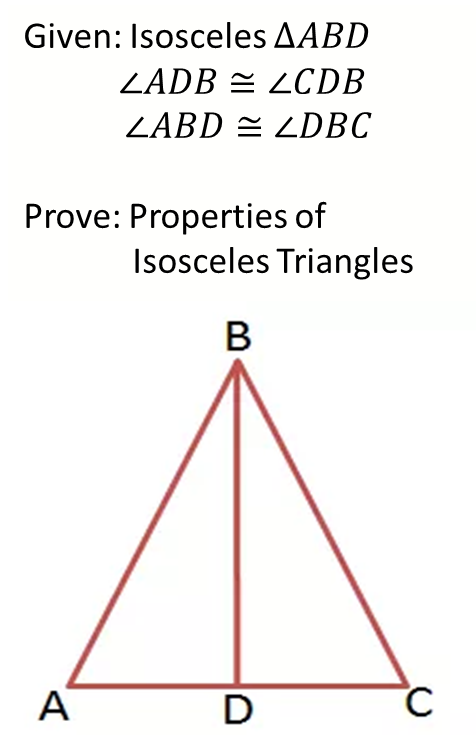 Given: Isosceles ΔABD
∠ADB ≅ ∠CDB
∠ABD ≅ ∠DBC
Prove: Properties of
Isosceles Triangles
B
A
D
C